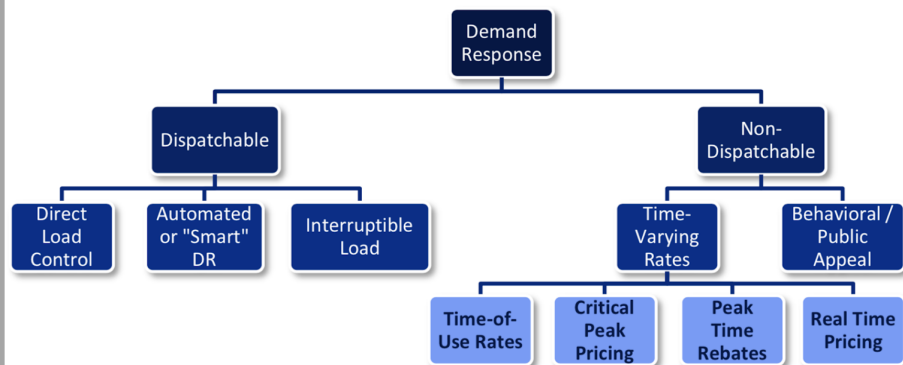 Demand
Response
Dispatchable
Non-
Dispatchable
Direct
Load
Control
Automated
or "Smart"
DR
Interruptible
Load
Time-
Varying
Rates
Behavioral /
Public
Appeal
Time-of-
Use Rates
Critical
Peak
Pricing
Peak
Time
Rebates
Real Time
Pricing